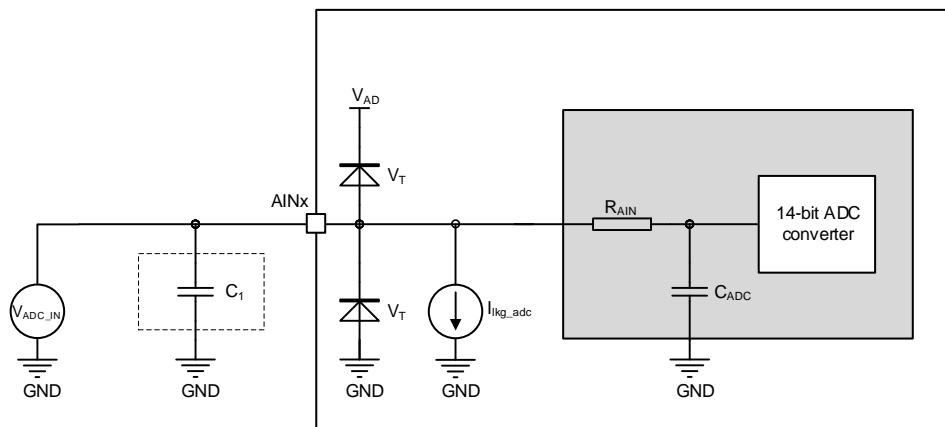 V_AD
V_T
AINx
R_AIN
14-bit ADC
converter
V_ADC_IN
C_1
V_T
I_lkg_adc
C_ADC
GND
GND
GND
GND
GND